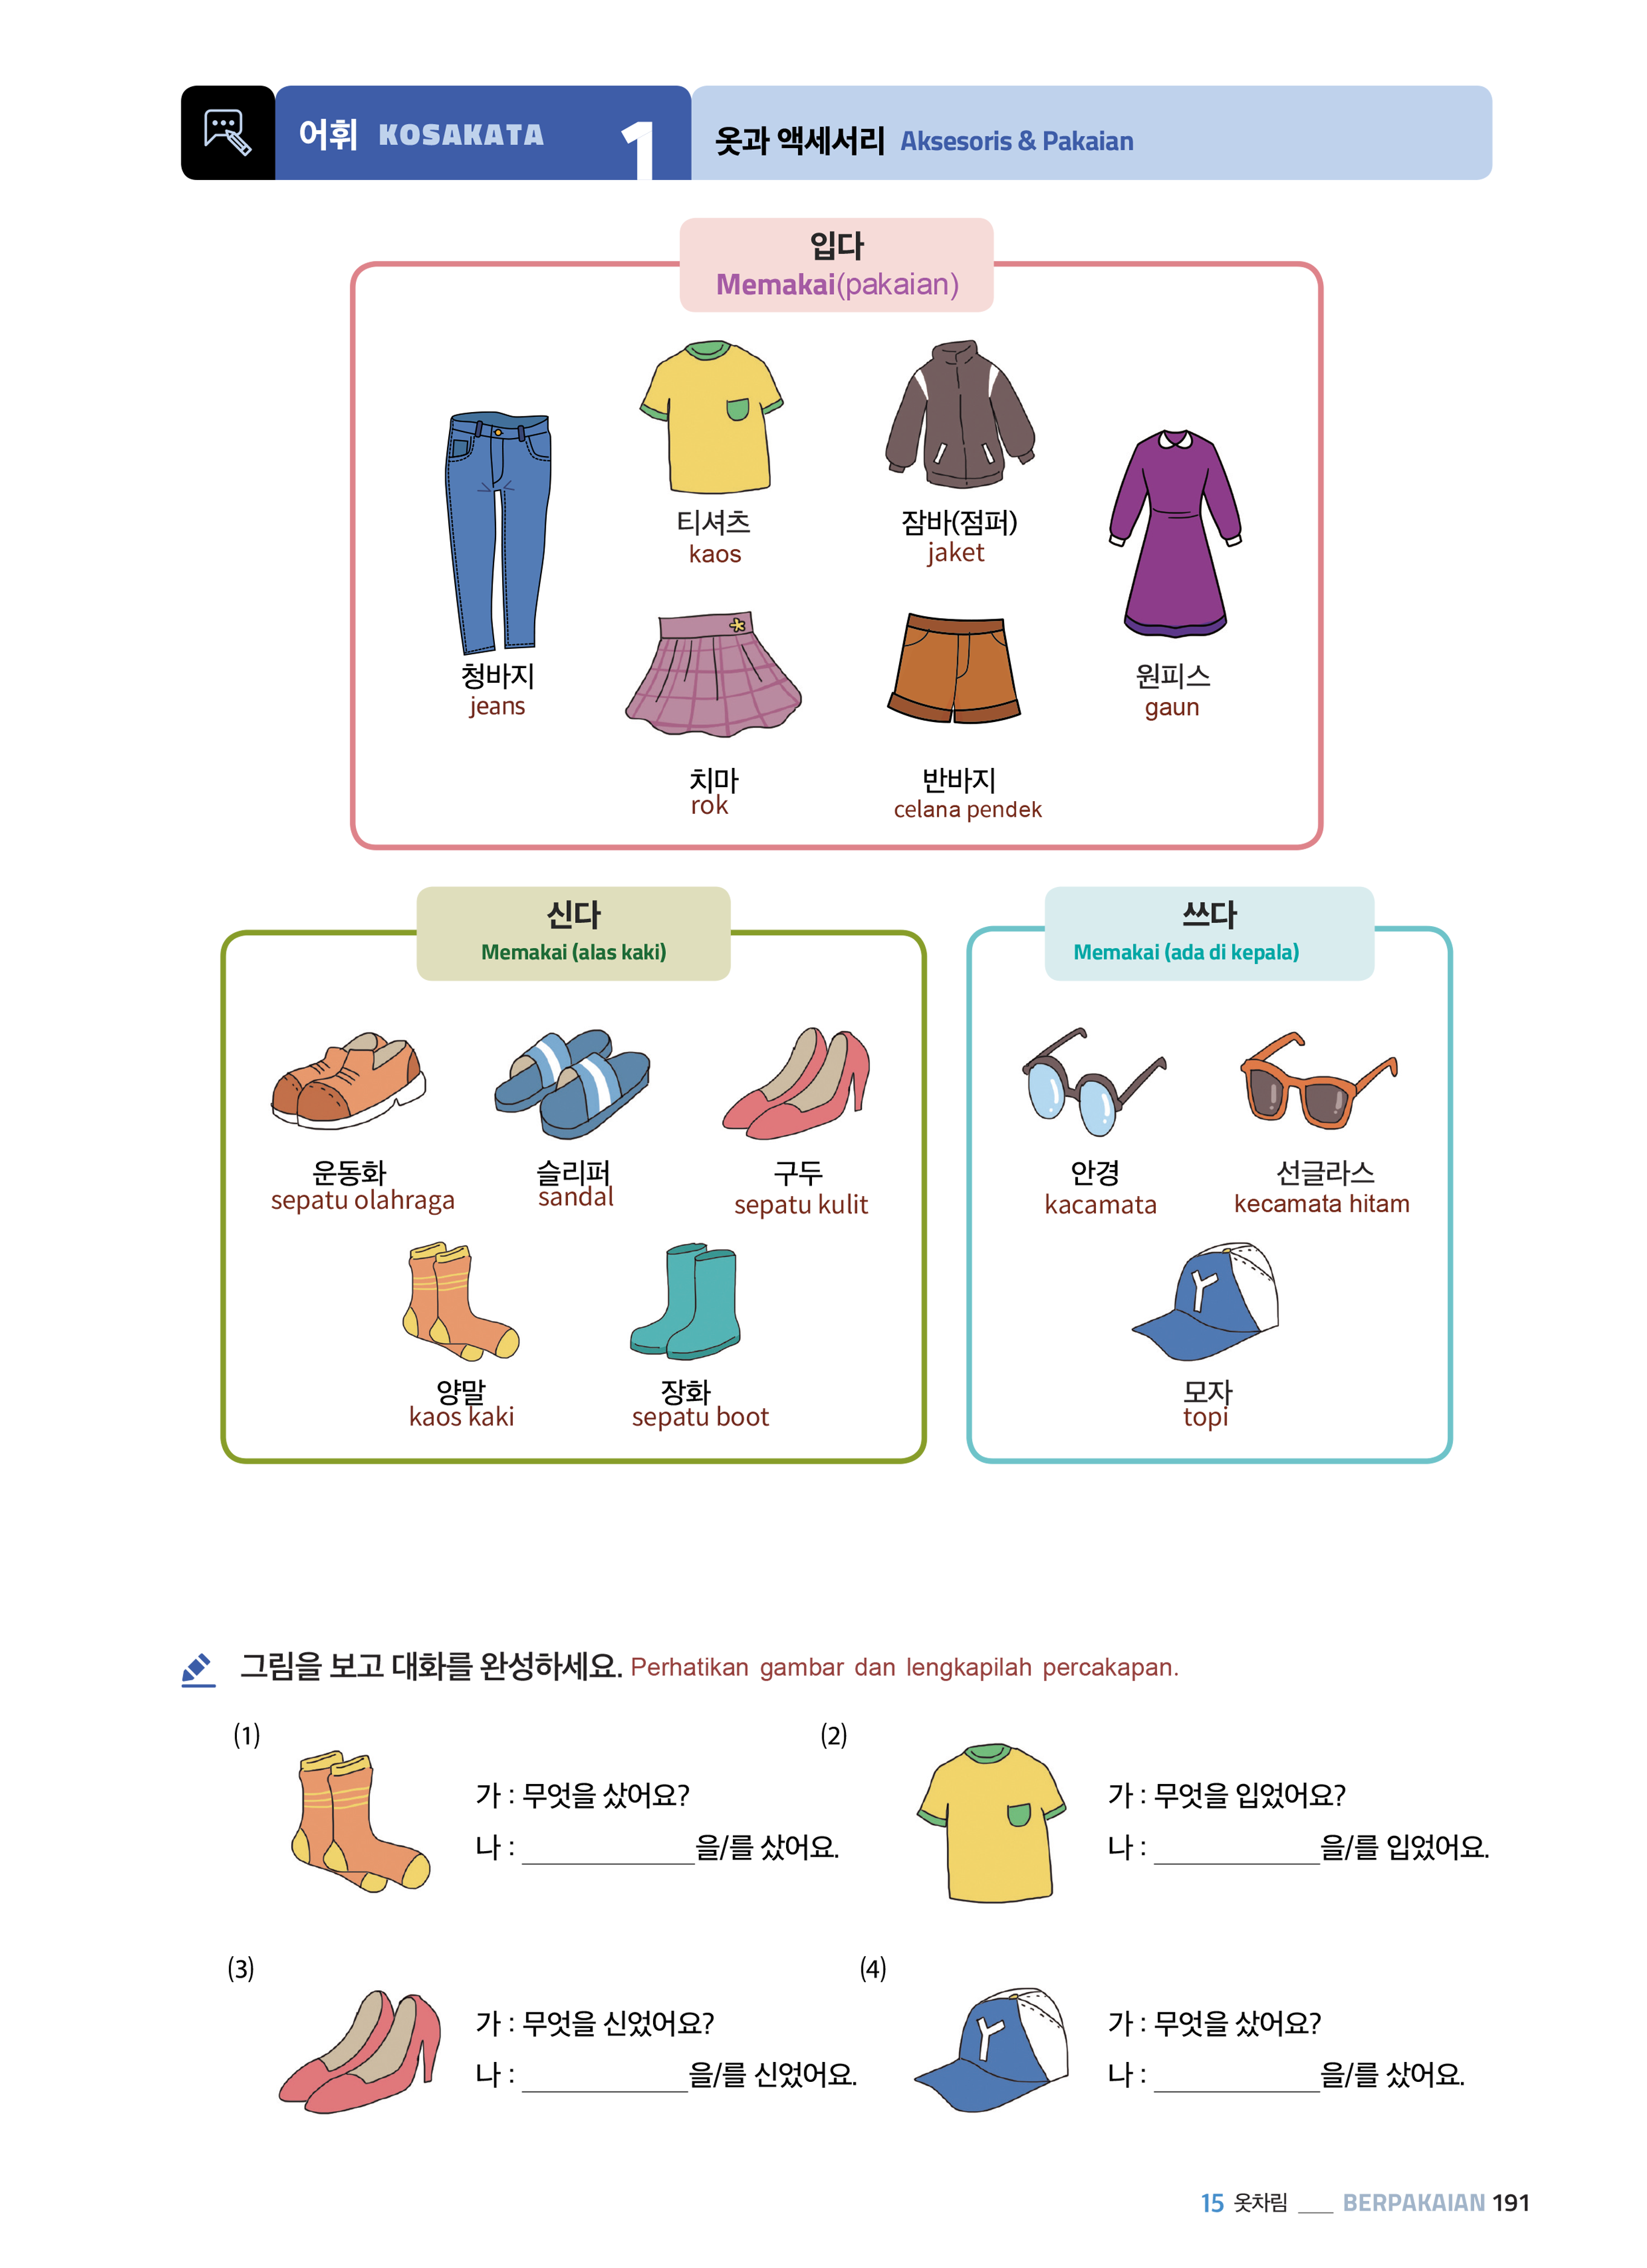 어휘 KOSAKATA 1 옷과 액세서리 Aksesoris & Pakaian
입다
Memakai(pakaian)
티셔츠
kaos
잠바(점퍼)
jaket
청바지
jeans
원피스
gaun
치마
rok
반바지
celana pendek
신다
Memakai (alas kaki)
운동화
sepatu olahraga
슬리퍼
sandal
구두
sepatu kulit
양말
kaos kaki
장화
sepatu boot
쓰다
Memakai (ada di kepala)
안경
kacamata
선글라스
kecamata hitam
모자
topi
그림을 보고 대화를 완성하세요. Perhatikan gambar dan lengkapilah percakapan.
(1)
가 : 무엇을 샀어요?
나 : ____________을/를 샀어요.
(2)
가 : 무엇을 입었어요?
나 : ____________을/를 입었어요.
(3)
가 : 무엇을 신었어요?
나 : ____________을/를 신었어요.
(4)
가 : 무엇을 샀어요?
나 : ____________을/를 샀어요.
15 옷차림 ___ BERPAKAIAN 191